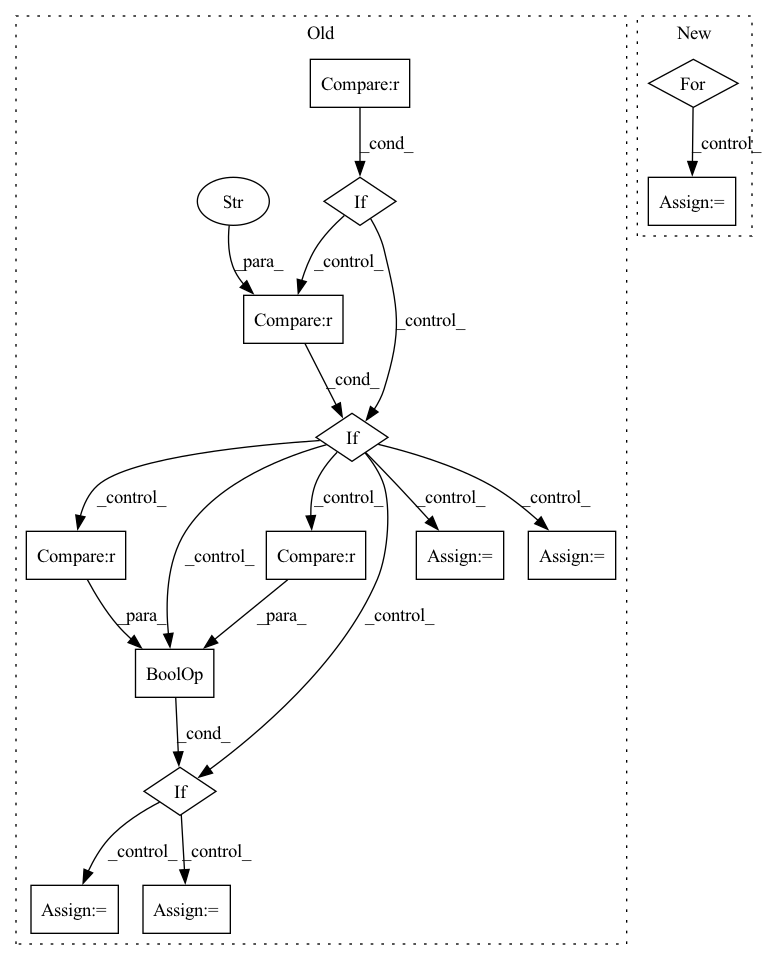 Old
New
Compare:r
For
_cond_
_control_
Str
If
Assign:=
_para_
_control_
Compare:r
_control_
_cond_
If
_control_
_control_
_control_
_control_
_control_
Compare:r
Compare:r
Assign:=
Assign:=
_para_
_para_
_control_
BoolOp
_cond_
If
_control_
_control_
Assign:=
Assign:=